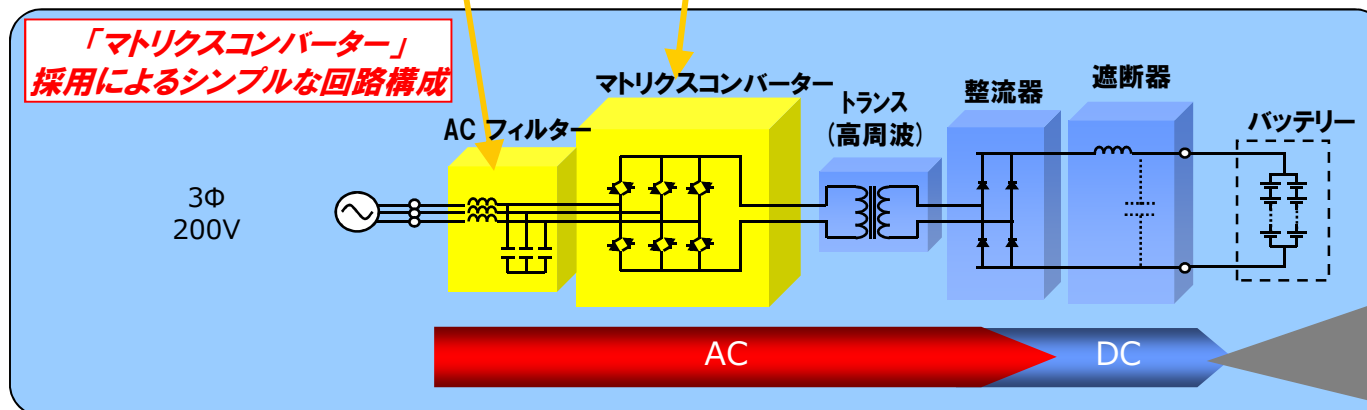 「マトリクスコンバーター」
採用によるシンプルな回路構成
マトリクスコンバーター
AC フィルター
トランス
(高周波)
整流器
遮断器
バッテリー
3Φ
200V
AC
DC